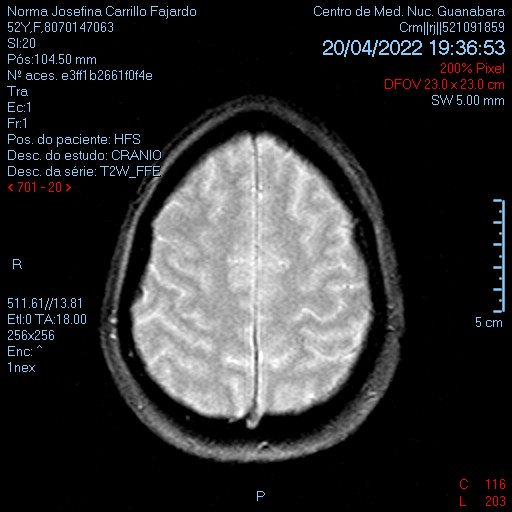 Norma Josefina Carrillo Fajardo
52Y,F,8070147063
Sl:20
Pós:104.50 mm
Nº aces. e3ff1b2661f0f4e
Tra
Ec:1
Fr:1
Pos. do paciente: HFS
Desc. do estudo: CRANIO
Desc. da série: T2W_FFE
< 701 - 20 >
Centro de Med. Nuc. Guanabara
Crm||rj||521091859
20/04/2022 19:36:53
200% Pixel
DFOV 23.0 x 23.0 cm
SW 5.00 mm
R
5 cm
511.61//13.81
Etl:0 TA:18.00
256x256
Enc: ^
1nex
P
C 116
L 203